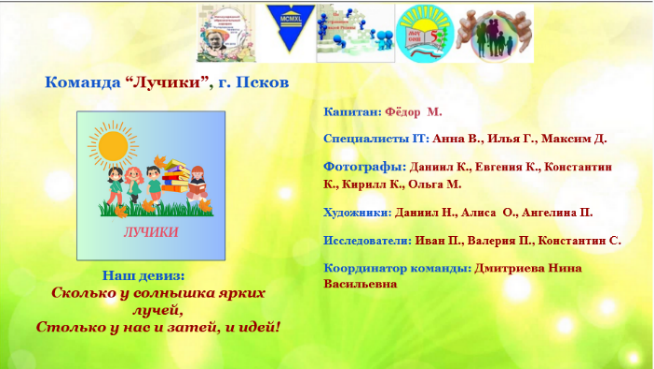 MCMXL
Команда “Лучики”, г. Псков
ЛУЧИКИ
Наш девиз:
Сколько у солнышка ярких
лучей,
Столько у нас и затей, и идей!
Капитан: Фёдор М.
Специалисты IT: Анна В., Илья Г., Максим Д.
Фотографы: Даниил К., Евгения К., Константин
К., Кирилл К., Ольга М.
Художники: Даниил Н., Алиса О., Ангелина П.
Исследователи: Иван П., Валерия П., Константин С.
Координатор команды: Дмитриева Нина
Васильевна